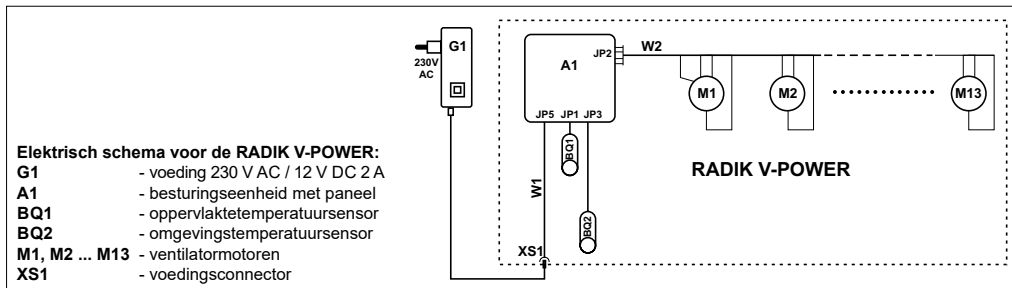 G1
230V
AC
A1
JP2
W2
M1
M2
M13
JP5 JP1 JP3
BQ1
W1
BQ2
XS1
RADIK V-POWER
Elektrisch schema voor de RADIK V-POWER:
G1 - voeding 230 V AC / 12 V DC 2 A
A1 - besturingseenheid met paneel
BQ1 - oppervlaktetemperatuursensor
BQ2 - omgevingstemperatuursensor
M1, M2 ... M13 - ventilatormotoren
XS1 - voedingsconnector